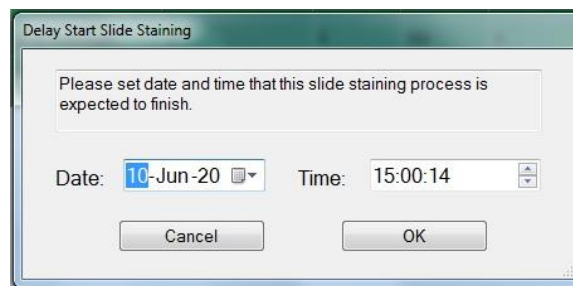 Delay Start Slide Staining
Please set date and time that this slide staining process is
expected to finish.
Date: 10-Jun-20 Time: 15:00:14
Cancel OK